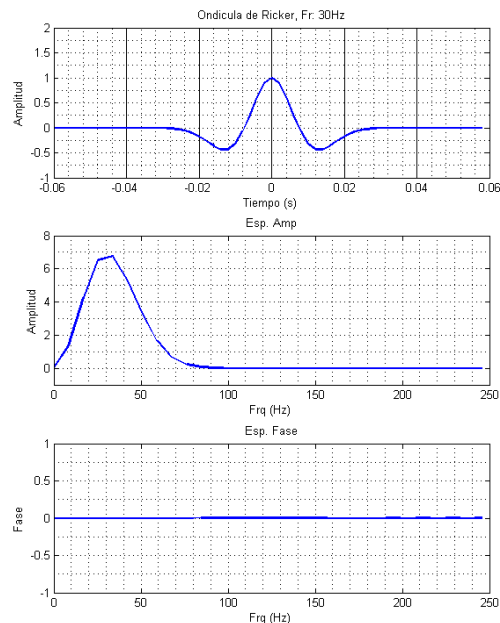 Ondicula de Ricker, Fr: 30Hz
Amplitud
2
1.5
1
0.5
0
-0.5
-1
-0.06 -0.04 -0.02 0 0.02 0.04 0.06
Tiempo (s)
Esp. Amp
Amplitud
8
6
4
2
0
0 50 100 150 200 250
Frq (Hz)
Esp. Fase
Fase
1
0.5
0
-0.5
-1
0 50 100 150 200 250
Frq (Hz)